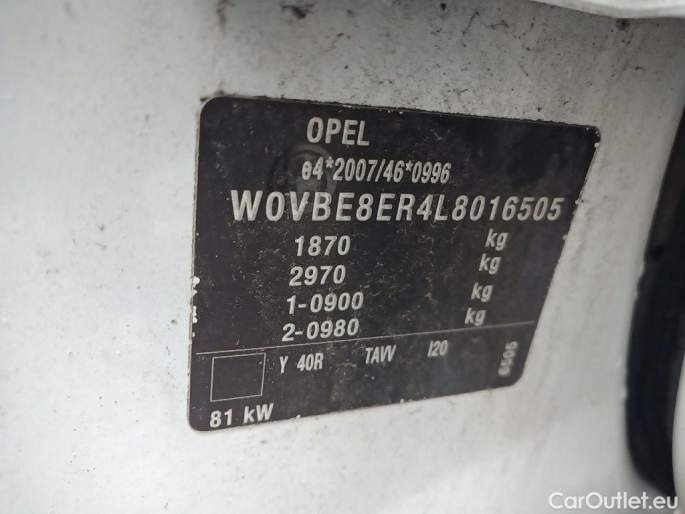 OPEL
e4*2007/46*0996
W0VBE8ER4L8016505
1870 kg
2970 kg
1-0900 kg
2-0980 kg
Y 40R TAVV I20
6505
81 kW
CarOutlet.eu